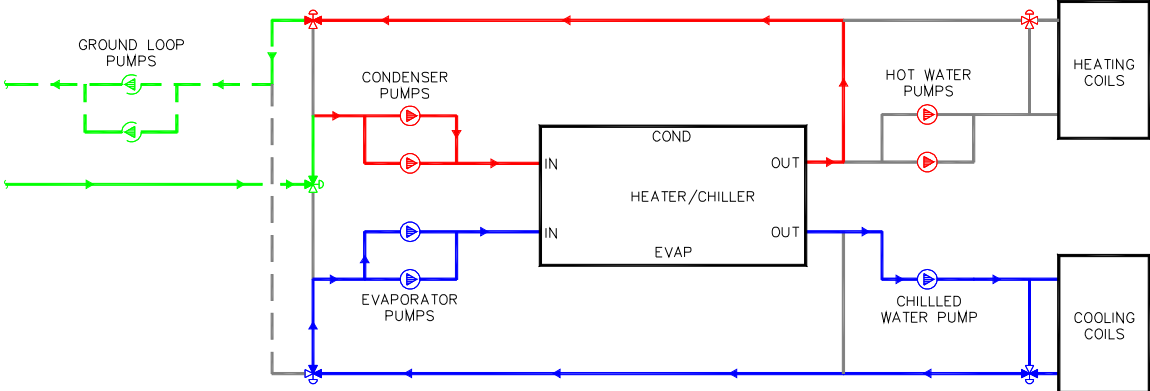 GROUND LOOP
PUMPS
CONDENSER
PUMPS
HOT WATER
PUMPS
HEATING
COILS
COND
IN
OUT
HEATER/CHILLER
IN
OUT
EVAP
EVAPORATOR
PUMPS
CHILLLED
WATER PUMP
COOLING
COILS